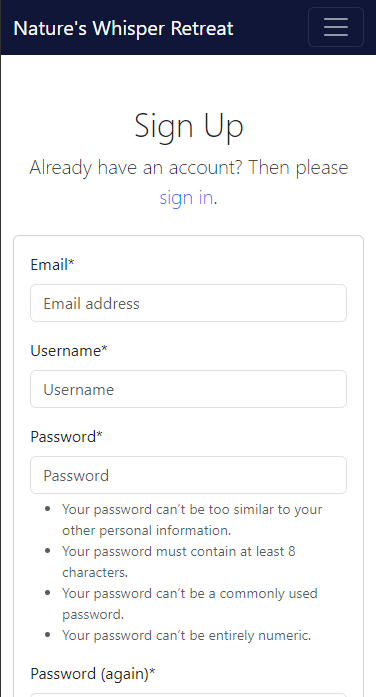 Nature's Whisper Retreat
Sign Up
Already have an account? Then please
sign in.
Email*
Email address
Username*
Username
Password*
Password
• Your password can't be too similar to your
other personal information.
• Your password must contain at least 8
characters.
• Your password can't be a commonly used
password.
• Your password can't be entirely numeric.
Password (again)*